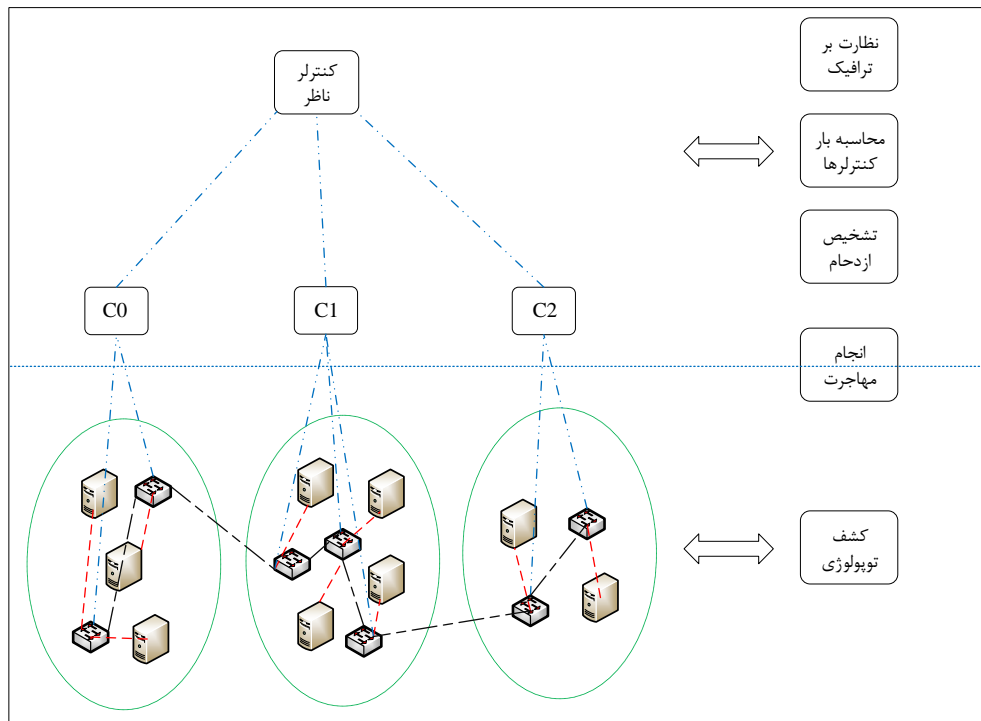 کنترلر
ناظر
نظارت بر
ترافیک
محاسبه بار
کنترلرها
تشخیص
ازدحام
C0
C1
C2
انجام
مهاجرت
کشف
توپولوژی